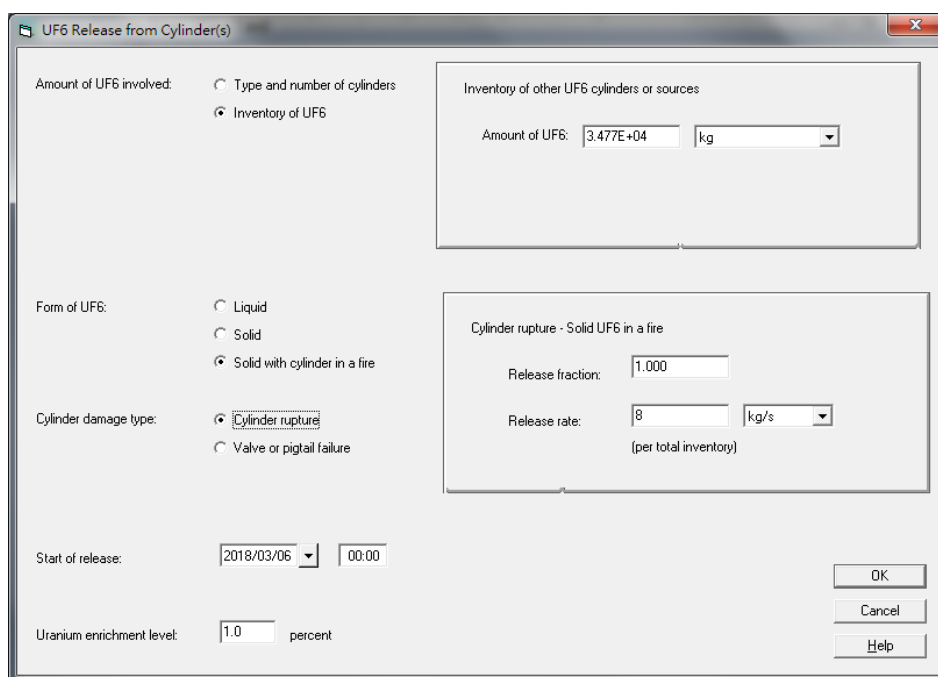 UF6 Release from Cylinder(s)
Amount of UF6 involved:
Type and number of cylinders
Inventory of UF6
Inventory of other UF6 cylinders or sources
Amount of UF6: 3.477E+04 kg
Form of UF6:
Liquid
Solid
Solid with cylinder in a fire
Cylinder rupture - Solid UF6 in a fire
Release fraction: 1.000
Release rate: 8 kg/s
(per total inventory)
Cylinder damage type:
Cylinder rupture
Valve or pigtail failure
Start of release: 2018/03/06 00:00
Uranium enrichment level: 1.0 percent
OK
Cancel
Help